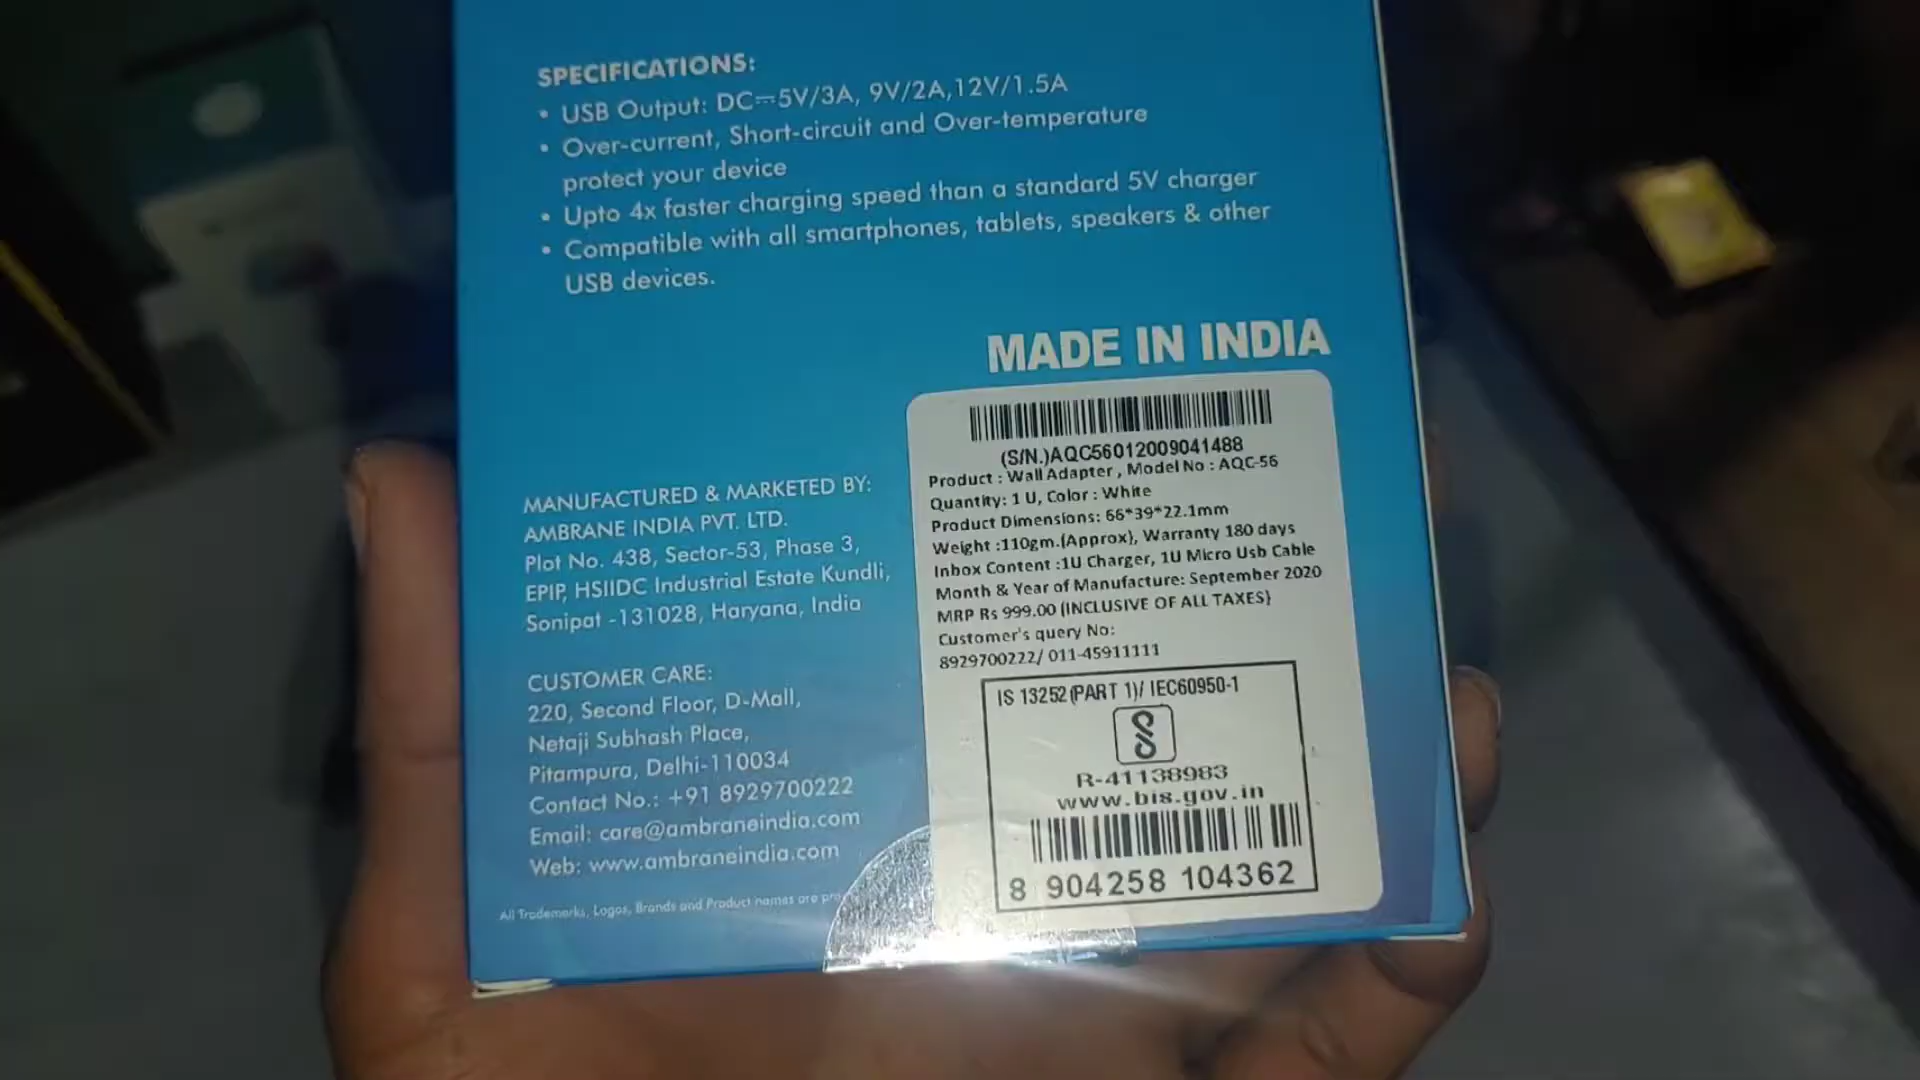 SPECIFICATIONS:
• USB Output: DC⎓5V/3A, 9V/2A,12V/1.5A
• Over-current, Short-circuit and Over-temperature
protect your device
• Upto 4x faster charging speed than a standard 5V charger
• Compatible with all smartphones, tablets, speakers & other
USB devices.
MADE IN INDIA
MANUFACTURED & MARKETED BY:
AMBRANE INDIA PVT. LTD.
Plot No. 438, Sector-53, Phase 3,
EPIP, HSIIDC Industrial Estate Kundli,
Sonipat -131028, Haryana, India
CUSTOMER CARE:
220, Second Floor, D-Mall,
Netaji Subhash Place,
Pitampura, Delhi-110034
Contact No.: +91 8929700222
Email: care@ambraneindia.com
Web: www.ambraneindia.com
All Trademarks, Logos, Brands and Product names are
(S/N.)AQC56012009041488
Product : Wall Adapter , Model No : AQC-56
Quantity: 1 U, Color : White
Product Dimensions: 66*39*22.1mm
Weight :110gm.(Approx), Warranty 180 days
Inbox Content :1U Charger, 1U Micro Usb Cable
Month & Year of Manufacture: September 2020
MRP Rs 999.00 (INCLUSIVE OF ALL TAXES)
Customer's query No:
8929700222/ 011-45911111
IS 13252(PART 1)/ IEC60950-1
R-41138983
www.bis.gov.in
8 904258 104362